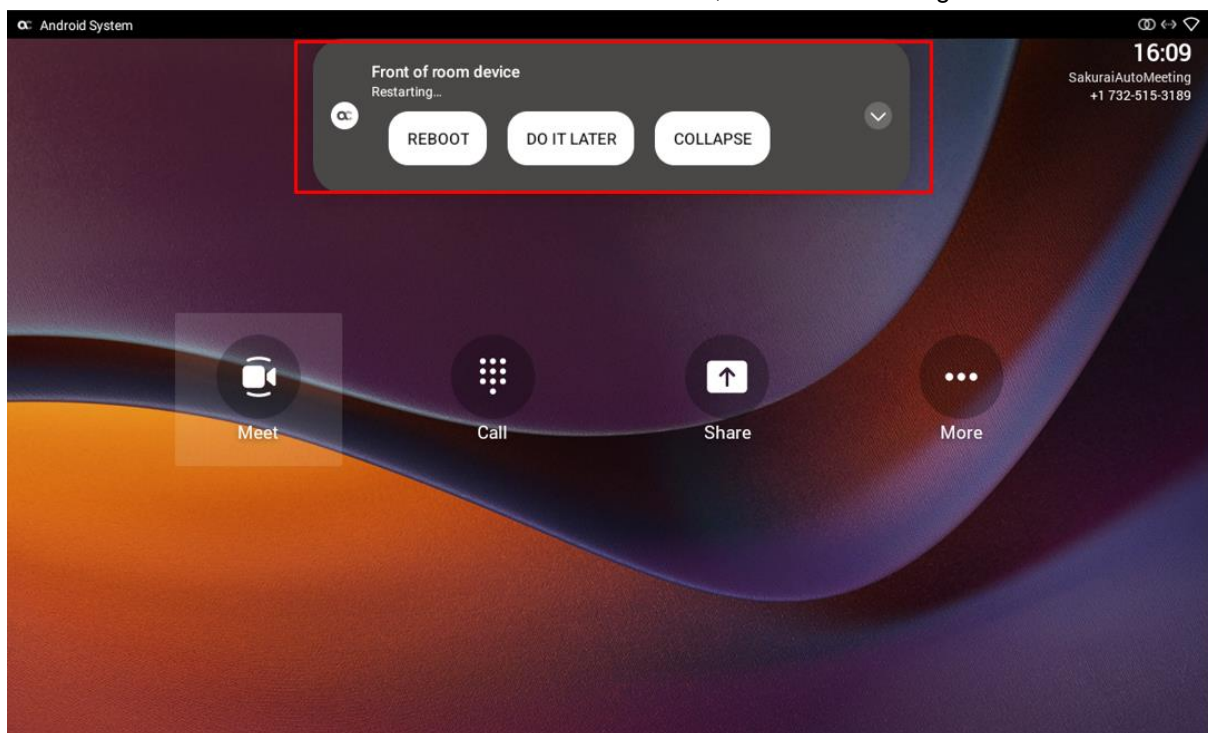 Android System
16:09
SakuraiAutoMeeting
+1 732-515-3189
Front of room device
Restarting…
REBOOT DO IT LATER COLLAPSE
Meet Call Share More